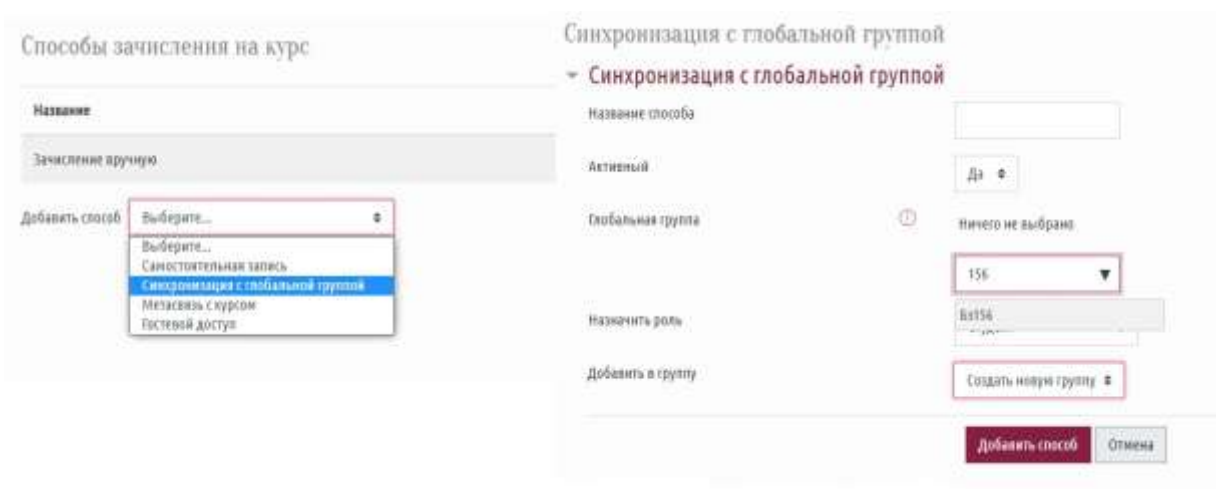 Способы зачисления на курс
Название
Зачисление вручную
Добавить способ
Выберите...
Выберите...
Самостоятельная запись
Синхронизация с глобальной группой
Метасвязь с курсом
Гостевой доступ
Синхронизация с глобальной группой
Синхронизация с глобальной группой
Название способа
Активный
Да
Глобальная группа
Ничего не выбрано
156
Назначить роль
Бл156
Добавить в группу
Создать новую группу
Добавить способ
Отмена